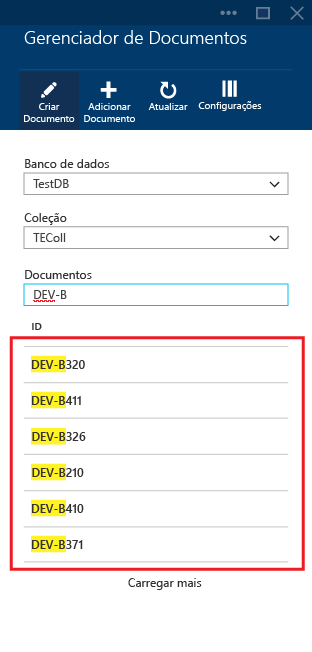 Gerenciador de Documentos
Criar
Documento
Adicionar
Documento
Atualizar
Configurações
Banco de dados
TestDB
Coleção
TEColl
Documentos
DEV-B
ID
DEV-B320
DEV-B411
DEV-B326
DEV-B210
DEV-B410
DEV-B371
Carregar mais